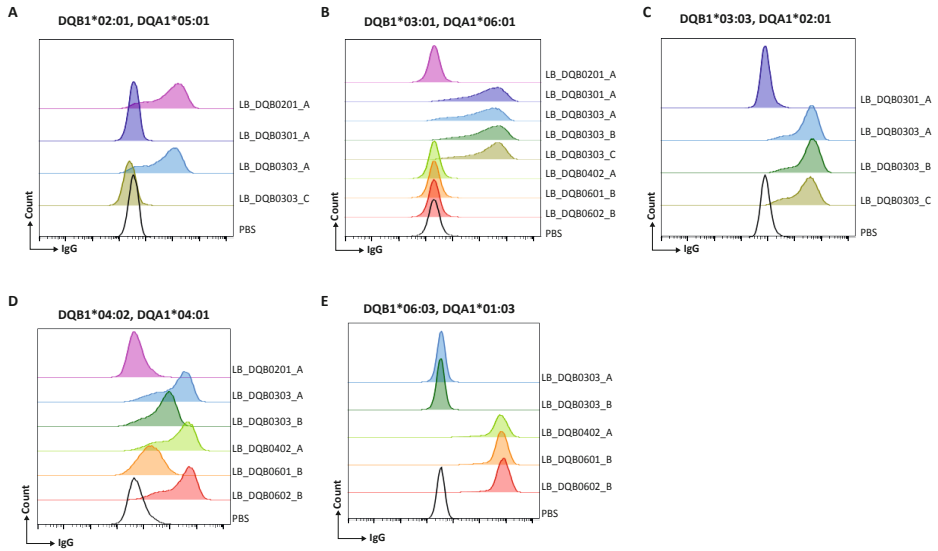 A
DQB1*02:01, DQA1*05:01
LB_DQB0201_A
LB_DQB0301_A
LB_DQB0303_A
LB_DQB0303_C
PBS
Count
IgG
B
DQB1*03:01, DQA1*06:01
LB_DQB0201_A
LB_DQB0301_A
LB_DQB0303_A
LB_DQB0303_B
LB_DQB0303_C
LB_DQB0402_A
LB_DQB0601_B
LB_DQB0602_B
PBS
Count
IgG
C
DQB1*03:03, DQA1*02:01
LB_DQB0301_A
LB_DQB0303_A
LB_DQB0303_B
LB_DQB0303_C
PBS
Count
IgG
D
DQB1*04:02, DQA1*04:01
LB_DQB0201_A
LB_DQB0303_A
LB_DQB0303_B
LB_DQB0402_A
LB_DQB0601_B
LB_DQB0602_B
PBS
Count
IgG
E
DQB1*06:03, DQA1*01:03
LB_DQB0303_A
LB_DQB0303_B
LB_DQB0402_A
LB_DQB0601_B
LB_DQB0602_B
PBS
Count
IgG